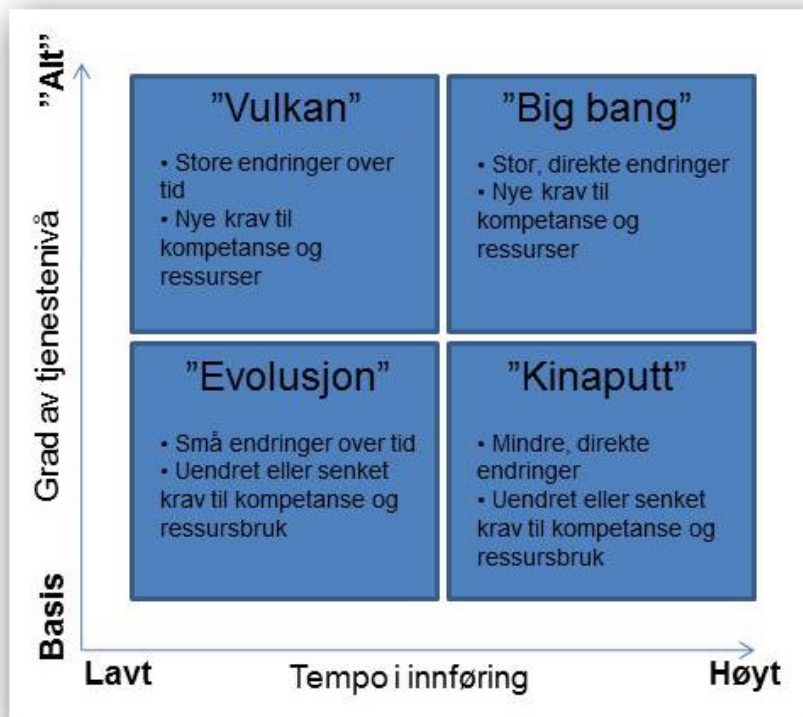 ”Alt”
Grad av tjenestenivå
Basis
”Vulkan”
• Store endringer over
tid
• Nye krav til
kompetanse og
ressurser
”Big bang”
• Stor, direkte endringer
• Nye krav til
kompetanse og
ressurser
”Evolusjon”
• Små endringer over tid
• Uendret eller senket
krav til kompetanse og
ressursbruk
”Kinaputt”
• Mindre, direkte
endringer
• Uendret eller senket
krav til kompetanse og
ressursbruk
Lavt
Tempo i innføring
Høyt